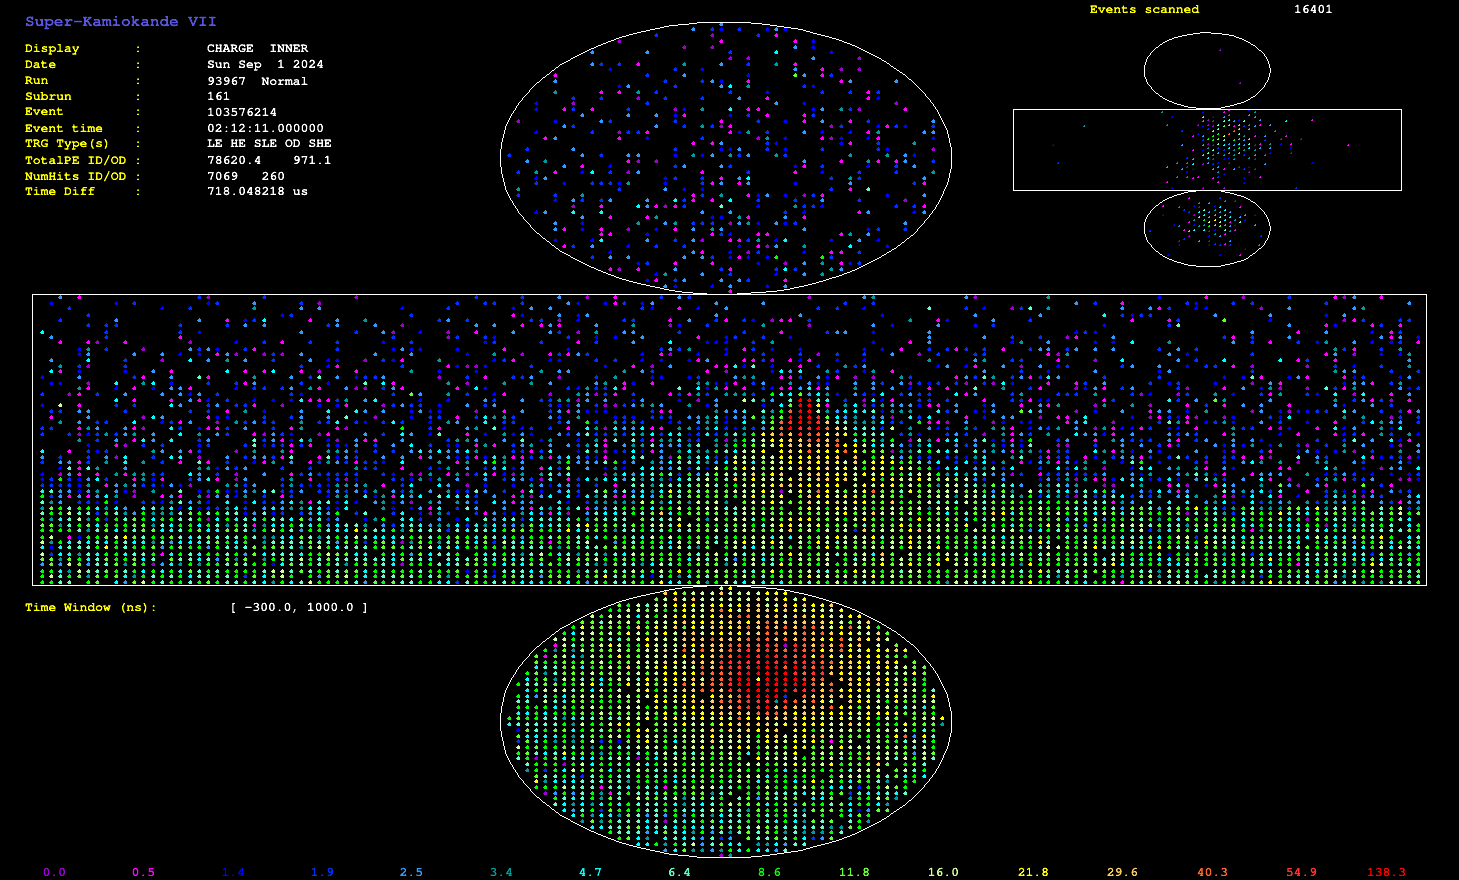 Super-Kamiokande VII
Display : CHARGE INNER
Date : Sun Sep 1 2024
Run : 93967 Normal
Subrun : 161
Event : 103576214
Event time : 02:12:11.000000
TRG Type(s) : LE HE SLE OD SHE
TotalPE ID/OD : 78620.4 971.1
NumHits ID/OD : 7069 260
Time Diff : 718.048218 us
Events scanned 16401
Time Window (ns): [ -300.0, 1000.0 ]
0.0 0.5 1.4 1.9 2.5 3.4 4.7 6.4 8.6 11.8 16.0 21.8 29.6 40.3 54.9 138.3